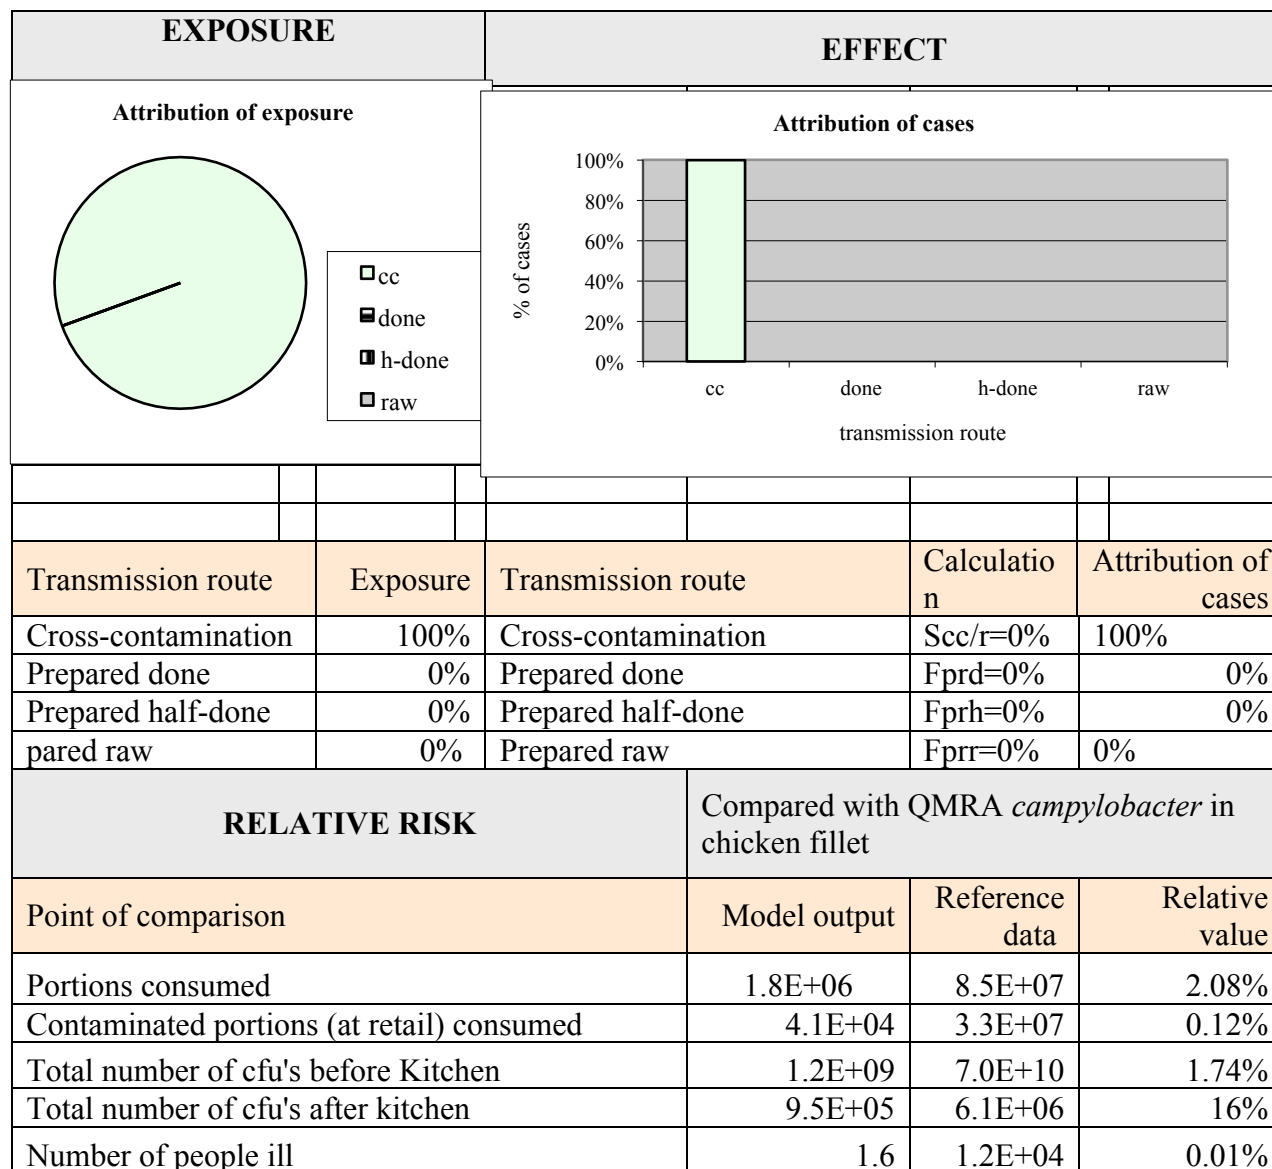 EXPOSURE
EFFECT
Attribution of exposure
cc
done
h-done
raw
Attribution of cases
100%
80%
60%
40%
20%
0%
% of cases
cc done h-done raw
transmission route
Transmission route Exposure Transmission route Calculatio
n Attribution of
cases
Cross-contamination 100% Cross-contamination Scc/r=0% 100%
Prepared done 0% Prepared done Fprd=0% 0%
Prepared half-done 0% Prepared half-done Fprh=0% 0%
pared raw 0% Prepared raw Fprr=0% 0%
RELATIVE RISK
Compared with QMRA campylobacter in
chicken fillet
Point of comparison Model output Reference
data Relative
value
Portions consumed 1.8E+06 8.5E+07 2.08%
Contaminated portions (at retail) consumed 4.1E+04 3.3E+07 0.12%
Total number of cfu's before Kitchen 1.2E+09 7.0E+10 1.74%
Total number of cfu's after kitchen 9.5E+05 6.1E+06 16%
Number of people ill 1.6 1.2E+04 0.01%